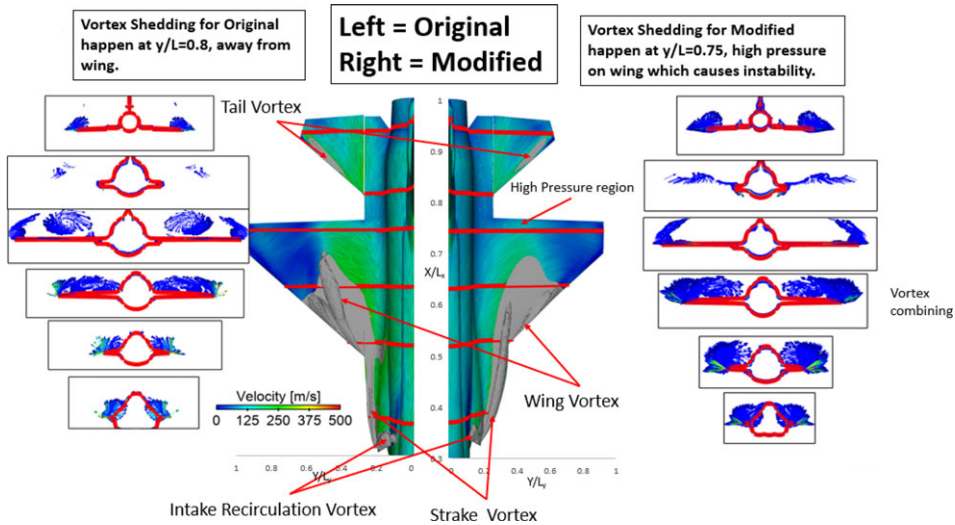 Vortex Shedding for Original
happen at y/L=0.8, away from
wing.
Left = Original
Right = Modified
Vortex Shedding for Modified
happen at y/L=0.75, high pressure
on wing which causes instability.
Tail Vortex
High Pressure region
1
0.9
0.8
0.7
X/Lₓ
0.6
0.5
0.4
0.3
Vortex
combining
Velocity [m/s]
0 125 250 375 500
Wing Vortex
1 0.8 0.6 0.4 0.2 0
0 0.2 0.4 0.6 0.8 1
Y/Lᵧ
Y/Lᵧ
Intake Recirculation Vortex
Strake Vortex